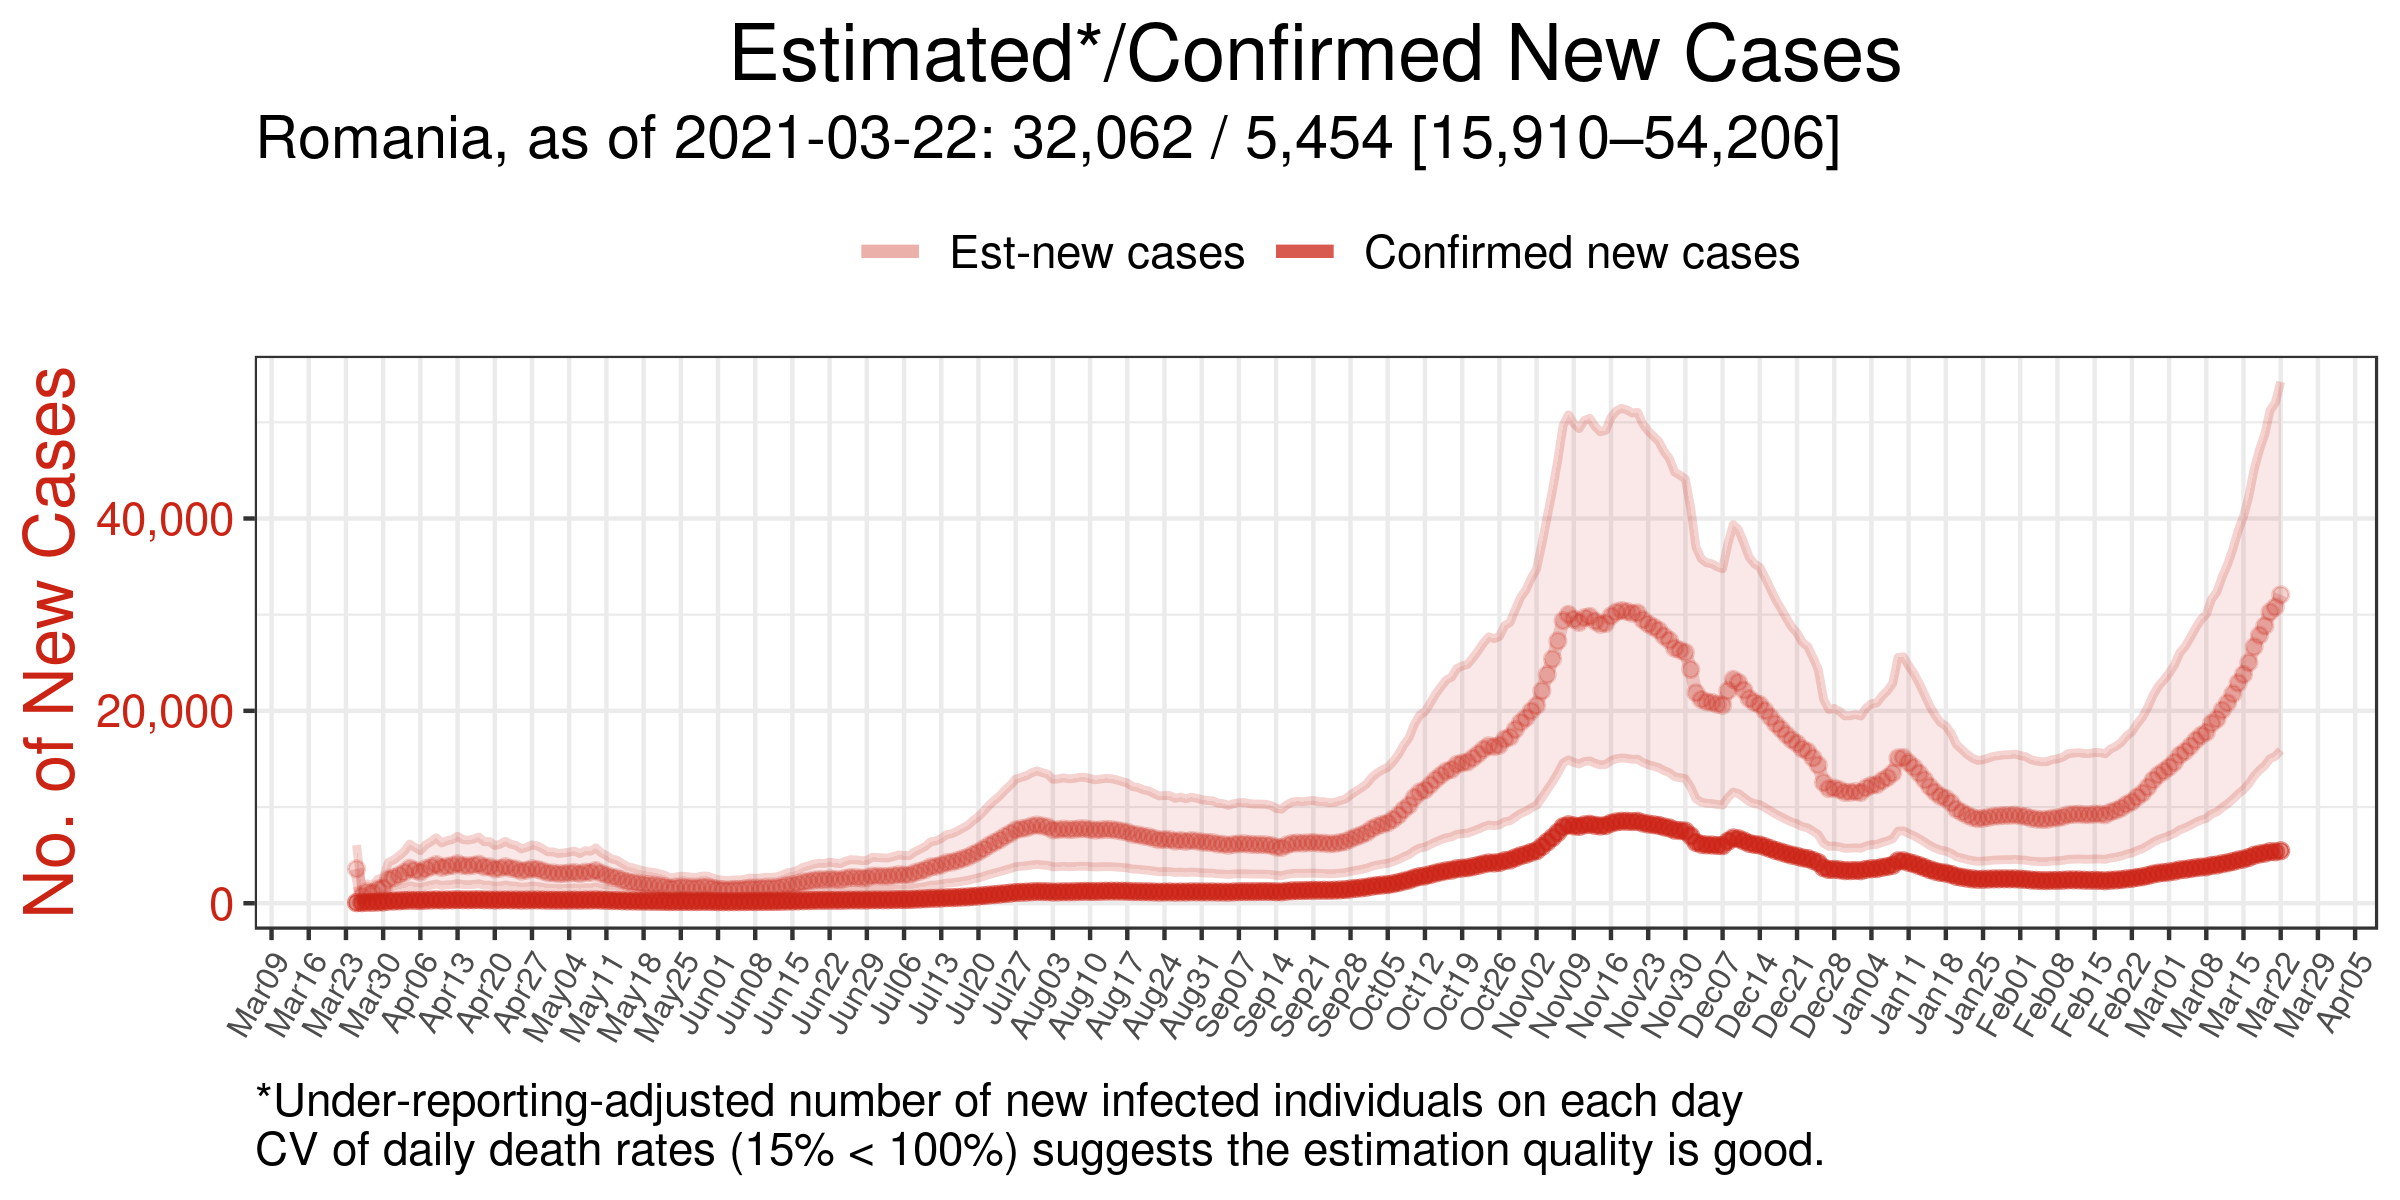 Estimated*/Confirmed New Cases
Romania, as of 2021-03-22: 32,062 / 5,454 [15,910–54,206]
Est-new cases Confirmed new cases
No. of New Cases
40,000
20,000
0
Mar09 Mar16 Mar23 Mar30 Apr06 Apr13 Apr20 Apr27 May04 May11 May18 May25 Jun01 Jun08 Jun15 Jun22 Jun29 Jul06 Jul13 Jul20 Jul27 Aug03 Aug10 Aug17 Aug24 Aug31 Sep07 Sep14 Sep21 Sep28 Oct05 Oct12 Oct19 Oct26 Nov02 Nov09 Nov16 Nov23 Nov30 Dec07 Dec14 Dec21 Dec28 Jan04 Jan11 Jan18 Jan25 Feb01 Feb08 Feb15 Feb22 Mar01 Mar08 Mar15 Mar22 Mar29 Apr05
*Under-reporting-adjusted number of new infected individuals on each day
CV of daily death rates (15% < 100%) suggests the estimation quality is good.